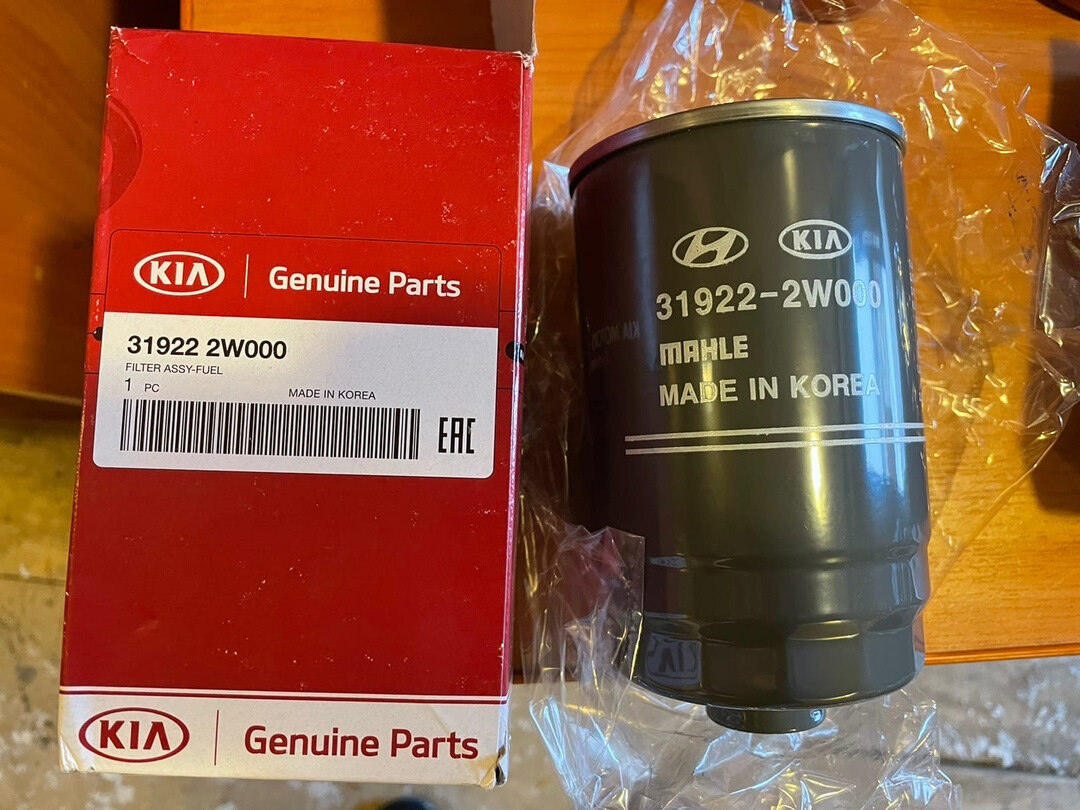 KIA
Genuine Parts
31922 2W000
FILTER ASSY-FUEL
1 PC
MADE IN KOREA
EAC
KIA
Genuine Parts
KIA
31922-2W000
MAHLE
MADE IN KOREA